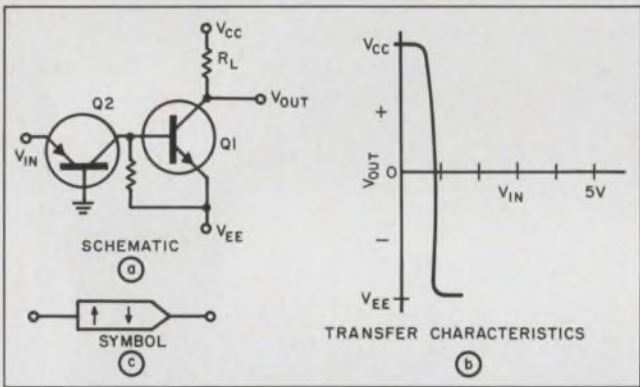 VCC
RL
Q2
VOUT
Q1
VIN
VEE
SCHEMATIC
a
SYMBOL
c
VCC
+
VOUT
0
VIN
5V
−
VEE
TRANSFER CHARACTERISTICS
b